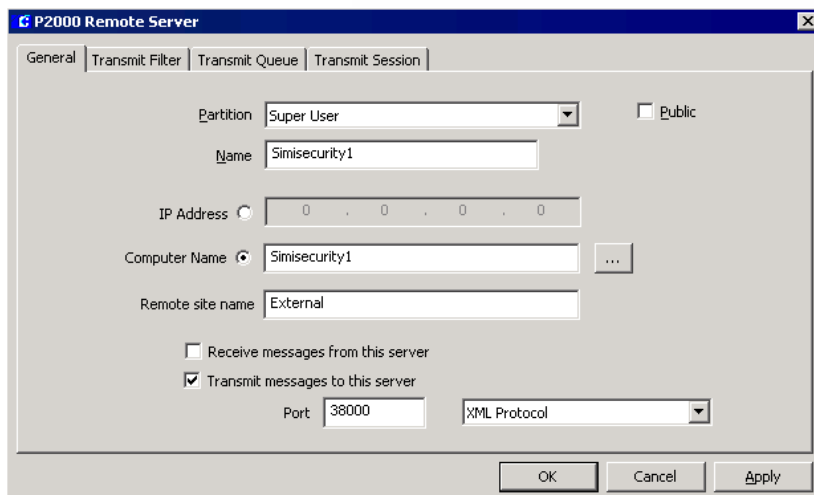 P2000 Remote Server
General Transmit Filter Transmit Queue Transmit Session
Partition Super User Public
Name Simisecurity1
IP Address 0 . 0 . 0 . 0
Computer Name Simisecurity1 ...
Remote site name External
Receive messages from this server
Transmit messages to this server
Port 38000 XML Protocol
OK Cancel Apply